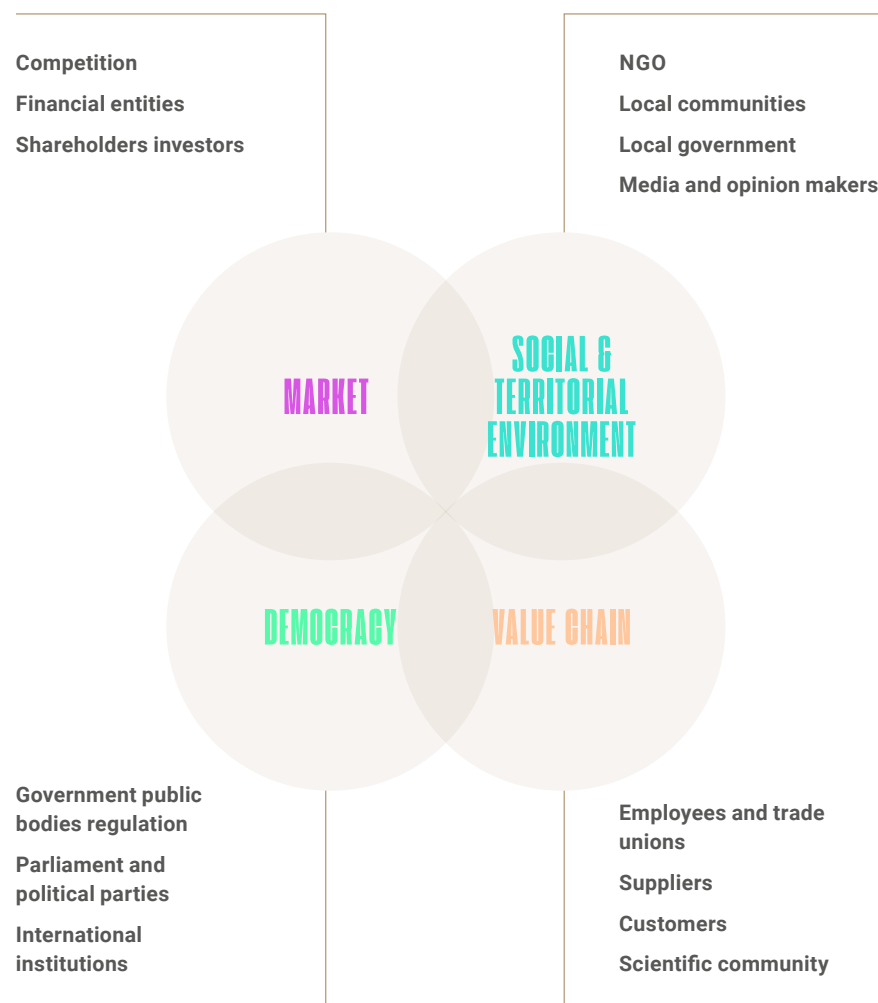 Competition
Financial entities
Shareholders investors
NGO
Local communities
Local government
Media and opinion makers
MARKET
SOCIAL &
TERRITORIAL
ENVIRONMENT
DEMOCRACY
VALUE CHAIN
Government public
bodies regulation
Parliament and
political parties
International
institutions
Employees and trade
unions
Suppliers
Customers
Scientific community